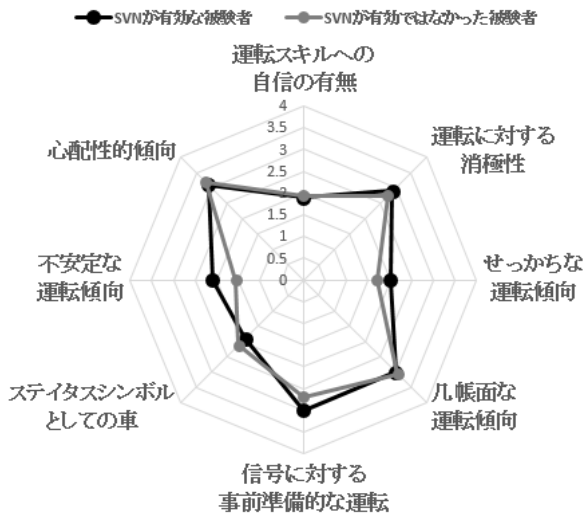 SVNが有効な被験者 SVNが有効ではなかった被験者
運転スキルへの
自信の有無
4
3.5
3
2.5
2
1.5
1
0.5
0
運転に対する
消極性
せっかちな
運転傾向
几帳面な
運転傾向
信号に対する
事前準備的な運転
ステイタスシンボル
としての車
不安定な
運転傾向
心配性的傾向